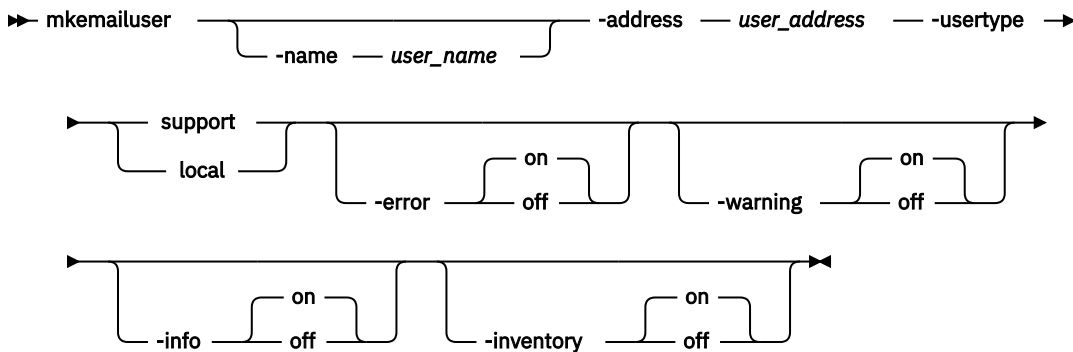 mkemailuser -address user_address -usertype
-name user_name
support
local
on on
-error off -warning off
on on
-info off -inventory off